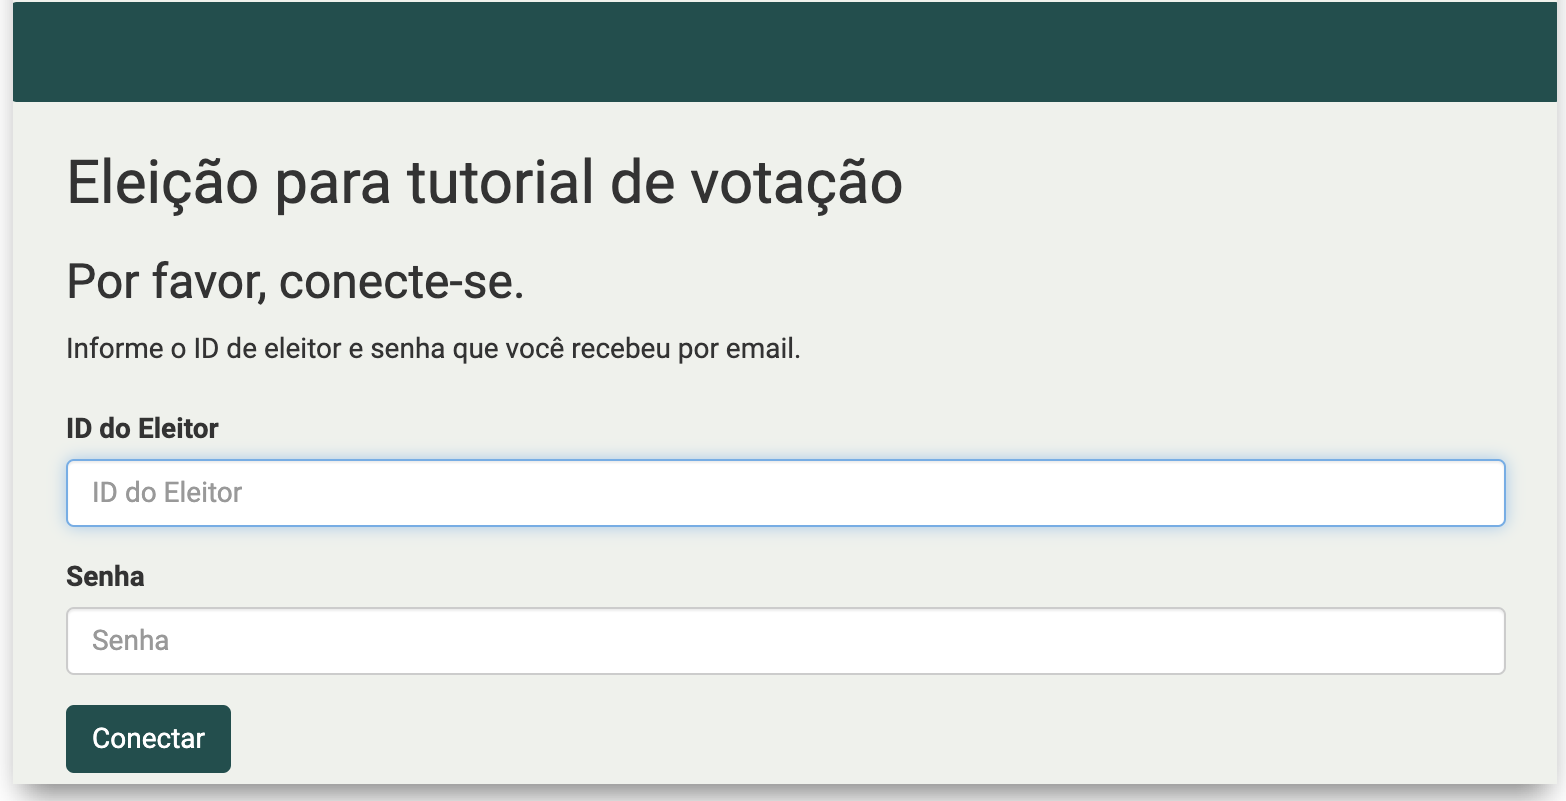 Eleição para tutorial de votação
Por favor, conecte-se.
Informe o ID de eleitor e senha que você recebeu por email.
ID do Eleitor
ID do Eleitor
Senha
Senha
Conectar